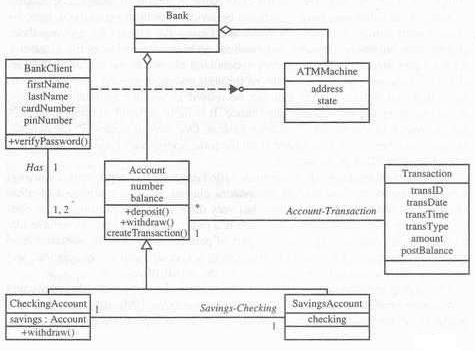 Bank
BankClient
firstName
lastName
cardNumber
pinNumber
+verifyPassword()
ATMMachine
address
state
Has
1
1, 2
Account
number
balance
+deposit()
+withdraw()
createTransaction()
*
Account-Transaction
1
Transaction
transID
transDate
transTime
transType
amount
postBalance
CheckingAccount
savings : Account
+withdraw()
1
Savings-Checking
1
SavingsAccount
checking